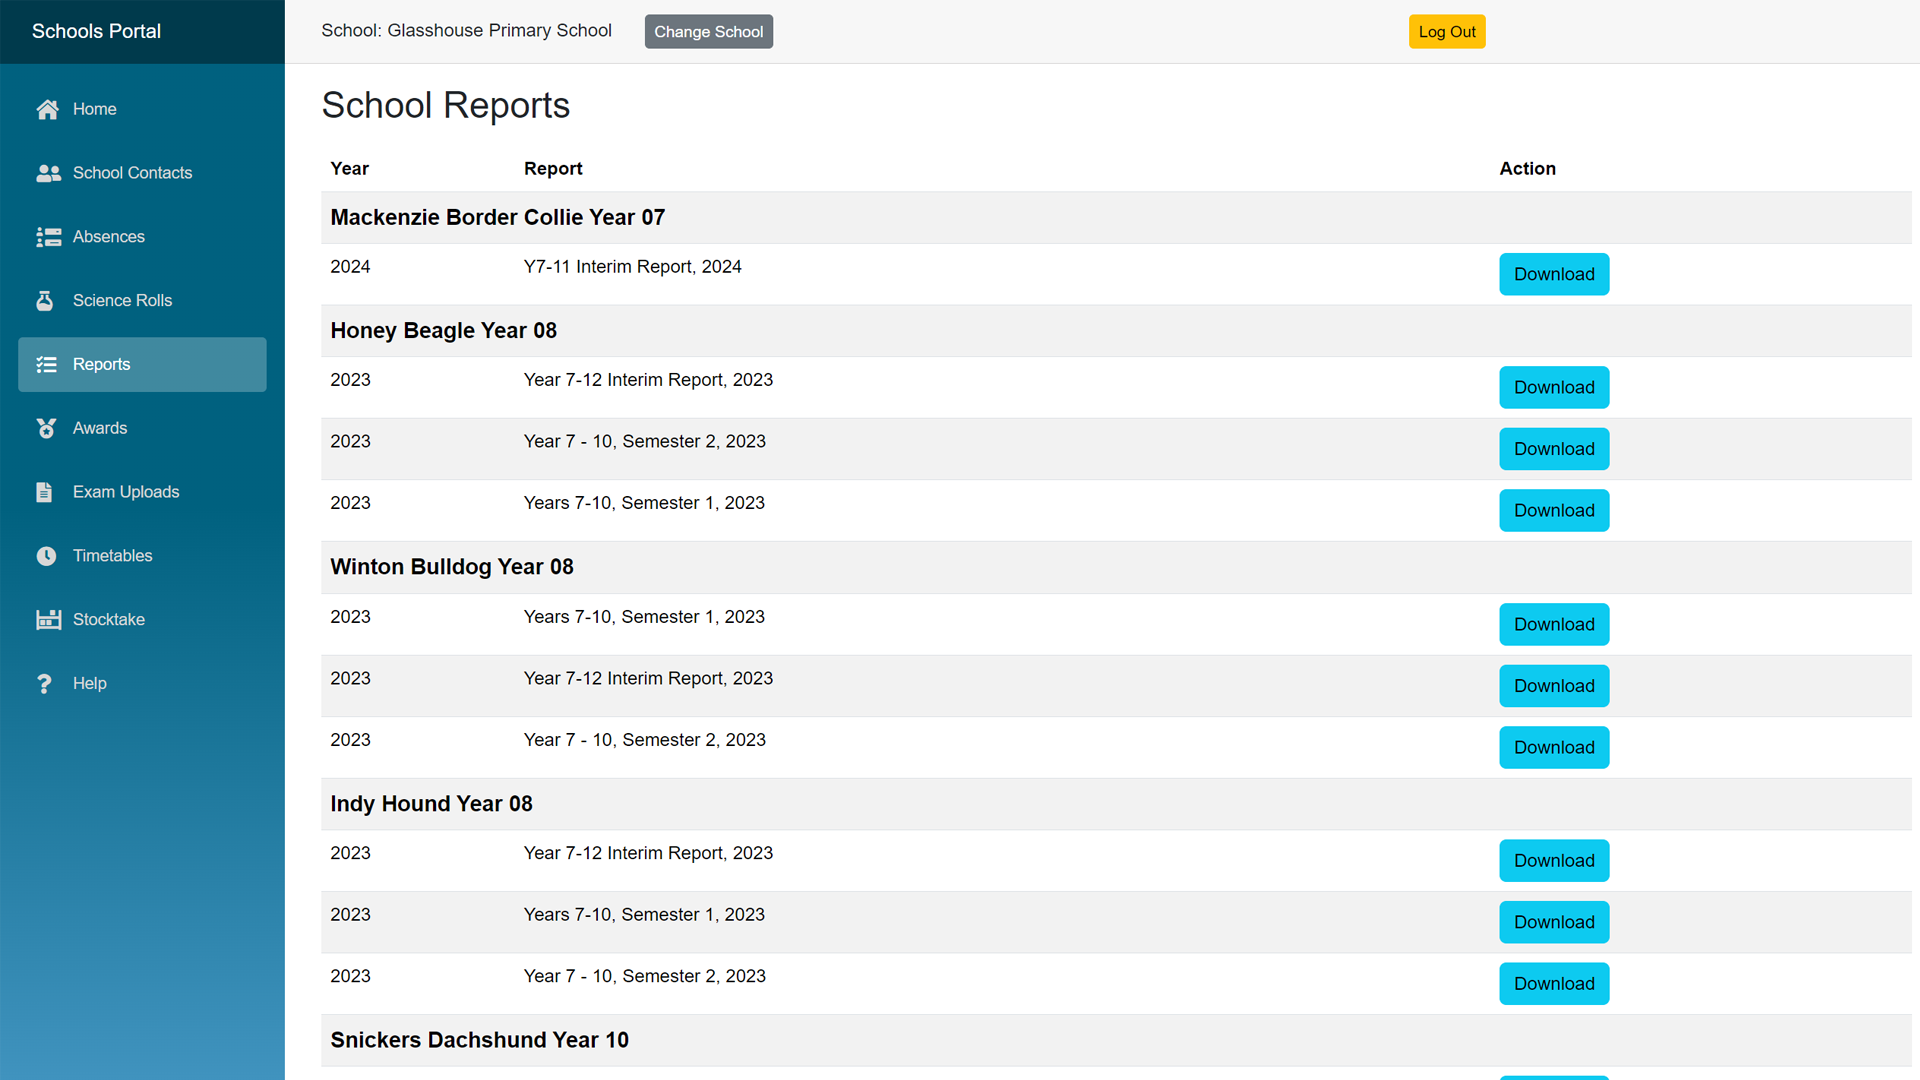 Schools Portal
School: Glasshouse Primary School
Change School
Log Out
Home
School Contacts
Absences
Science Rolls
Reports
Awards
Exam Uploads
Timetables
Stocktake
Help
School Reports
Year Report Action
Mackenzie Border Collie Year 07
2024 Y7-11 Interim Report, 2024 Download
Honey Beagle Year 08
2023 Year 7-12 Interim Report, 2023 Download
2023 Year 7 - 10, Semester 2, 2023 Download
2023 Years 7-10, Semester 1, 2023 Download
Winton Bulldog Year 08
2023 Years 7-10, Semester 1, 2023 Download
2023 Year 7-12 Interim Report, 2023 Download
2023 Year 7 - 10, Semester 2, 2023 Download
Indy Hound Year 08
2023 Year 7-12 Interim Report, 2023 Download
2023 Years 7-10, Semester 1, 2023 Download
2023 Year 7 - 10, Semester 2, 2023 Download
Snickers Dachshund Year 10